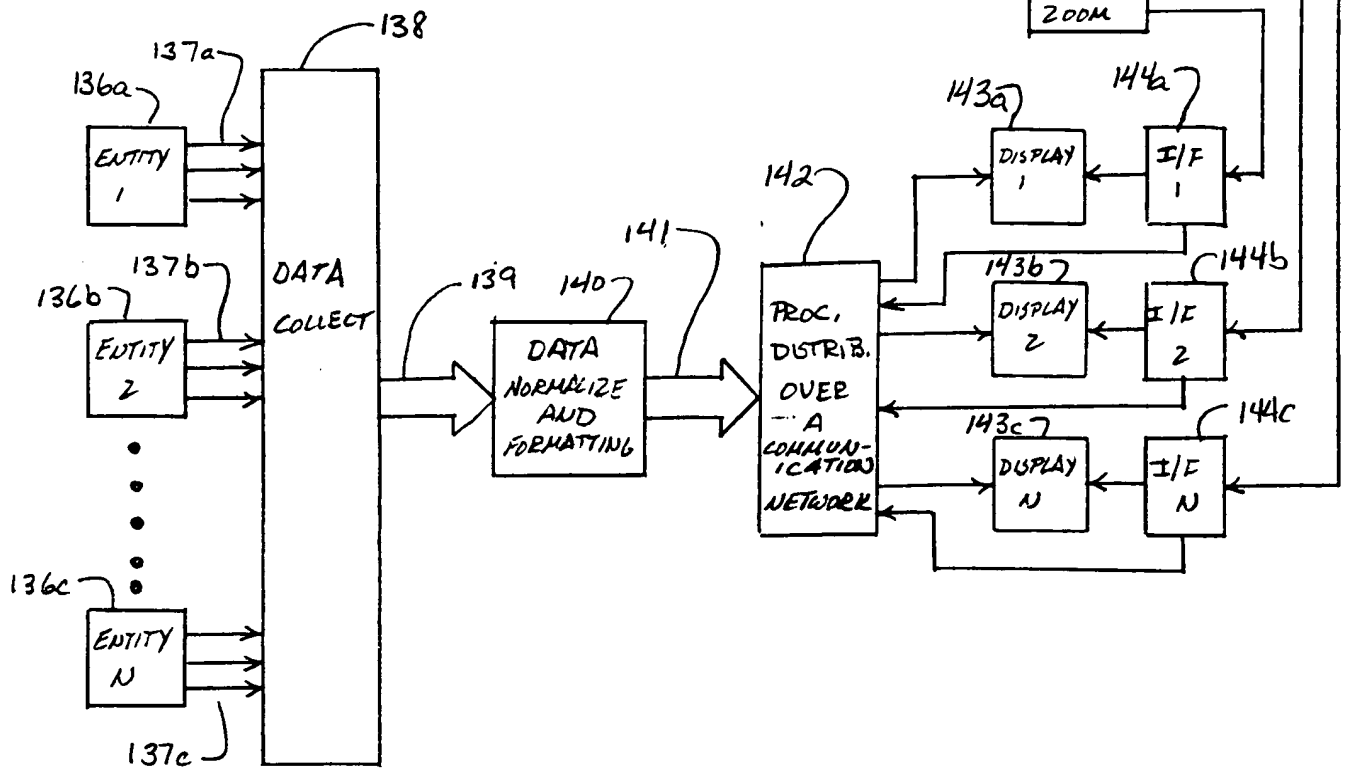 ZOOM
138
137a
136a
ENTITY
1
137b
136b
ENTITY
2
136c
ENTITY
N
137c
DATA
COLLECT
139
140
DATA
NORMALIZE
AND
FORMATTING
141
142
PROC.
DISTRIB.
OVER
A
COMMUN-
ICATION
NETWORK
143a
DISPLAY
1
144a
I/F
1
143b
DISPLAY
2
144b
I/F
2
143c
DISPLAY
N
144c
I/F
N